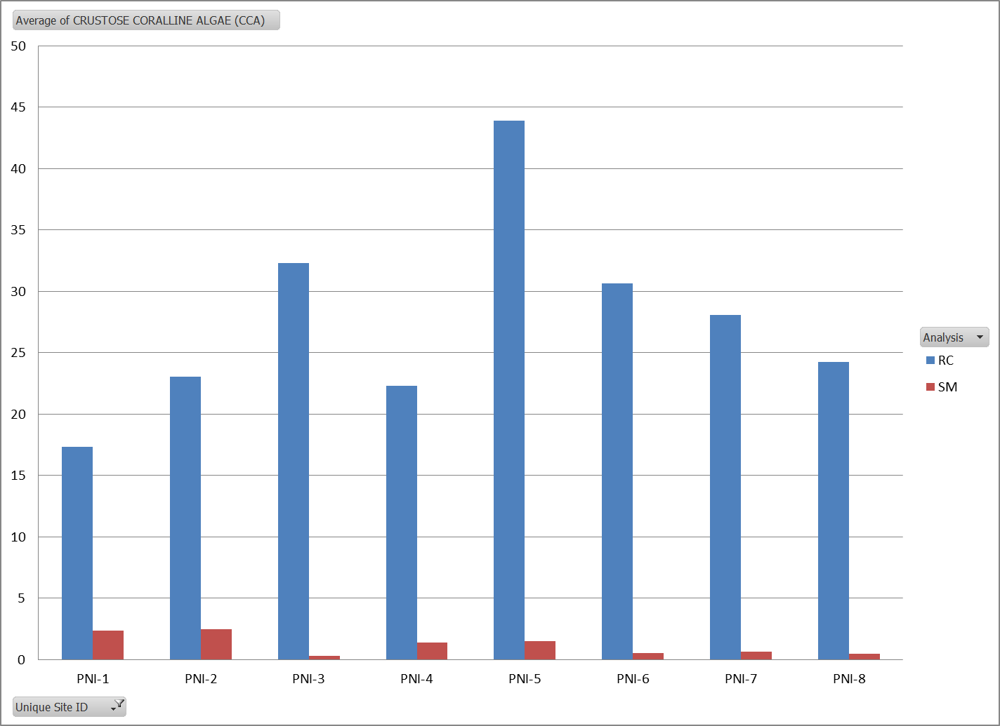 Average of CRUSTOSE CORALLINE ALGAE (CCA)
50
45
40
35
30
25
20
15
10
5
0
PNI-1 PNI-2 PNI-3 PNI-4 PNI-5 PNI-6 PNI-7 PNI-8
Analysis
RC
SM
Unique Site ID